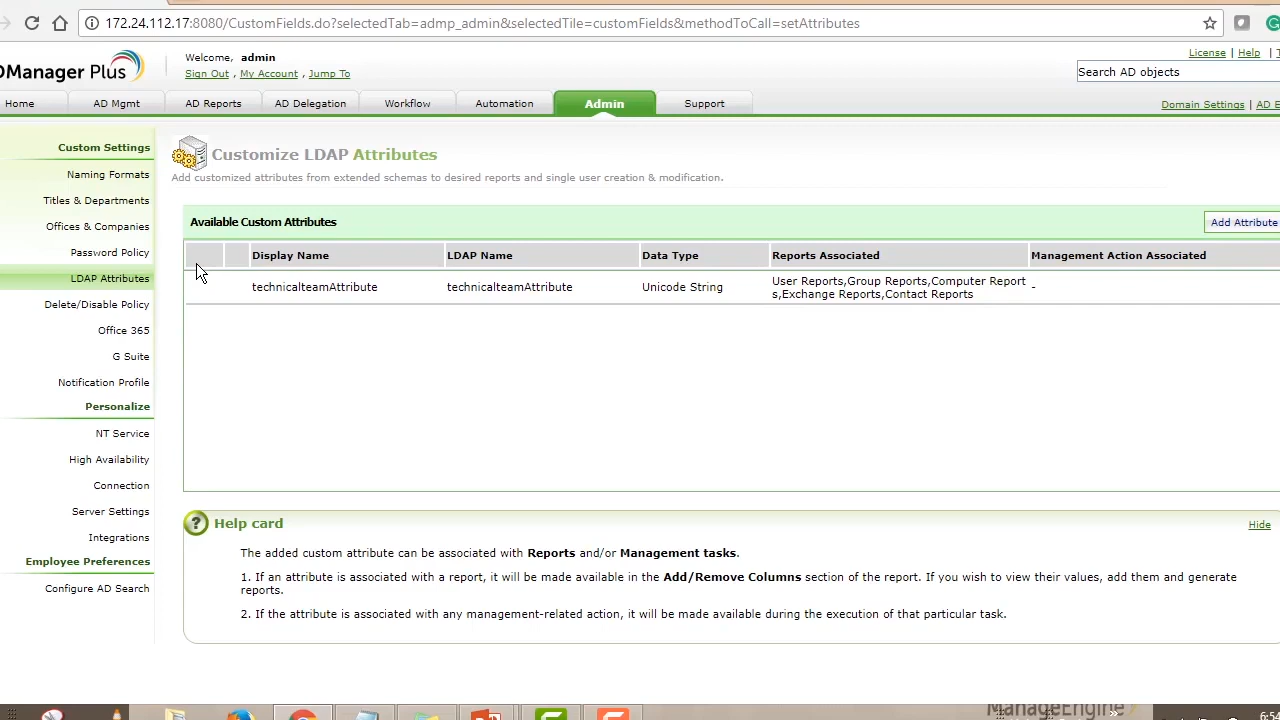 172.24.112.17:8080/CustomFields.do?selectedTab=admp_admin&selectedTile=customFields&methodToCall=setAttributes
DManager Plus
Welcome, admin
Sign Out , My Account , Jump To
License | Help |
Search AD objects
Home AD Mgmt AD Reports AD Delegation Workflow Automation Admin Support
Domain Settings | AD
Custom Settings
Naming Formats
Titles & Departments
Offices & Companies
Password Policy
LDAP Attributes
Delete/Disable Policy
Office 365
G Suite
Notification Profile
Personalize
NT Service
High Availability
Connection
Server Settings
Integrations
Employee Preferences
Configure AD Search
Customize LDAP Attributes
Add customized attributes from extended schemas to desired reports and single user creation & modification.
Available Custom Attributes
Add Attribute
Display Name LDAP Name Data Type Reports Associated Management Action Associated
technicalteamAttribute technicalteamAttribute Unicode String User Reports,Group Reports,Computer Report -
s,Exchange Reports,Contact Reports
? Help card
Hide
The added custom attribute can be associated with Reports and/or Management tasks.
1. If an attribute is associated with a report, it will be made available in the Add/Remove Columns section of the report. If you wish to view their values, add them and generate
reports.
2. If the attribute is associated with any management-related action, it will be made available during the execution of that particular task.
ManageEngine